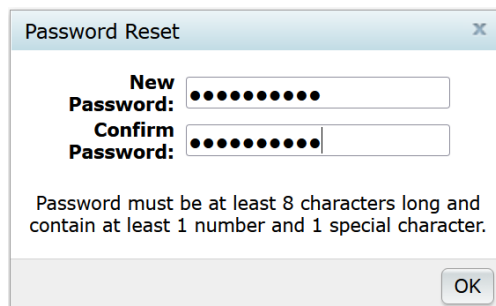 Password Reset
x
New
Password:
●●●●●●●●●●
Confirm
Password:
●●●●●●●●●●
Password must be at least 8 characters long and
contain at least 1 number and 1 special character.
OK